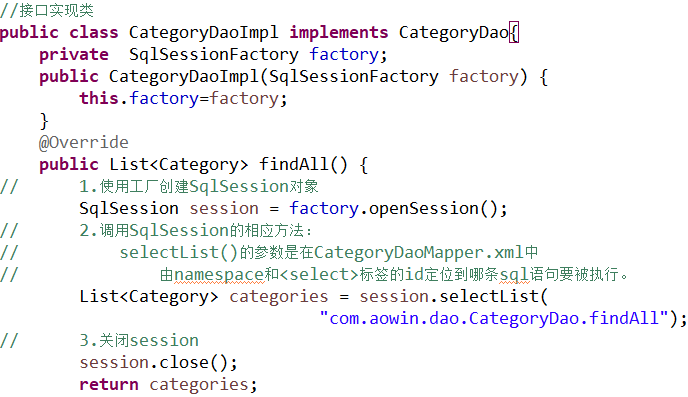 //接口实现类
public class CategoryDaoImpl implements CategoryDao{
    private  SqlSessionFactory factory;
    public CategoryDaoImpl(SqlSessionFactory factory) {
        this.factory=factory;
    }
    @Override
    public List<Category> findAll() {
//      1.使用工厂创建SqlSession对象
        SqlSession session = factory.openSession();
//      2.调用SqlSession的相应方法：
//          selectList()的参数是在CategoryDaoMapper.xml中
//              由namespace和<select>标签的id定位到哪条sql语句要被执行。
        List<Category> categories = session.selectList(
                                "com.aowin.dao.CategoryDao.findAll");
//      3.关闭session
        session.close();
        return categories;